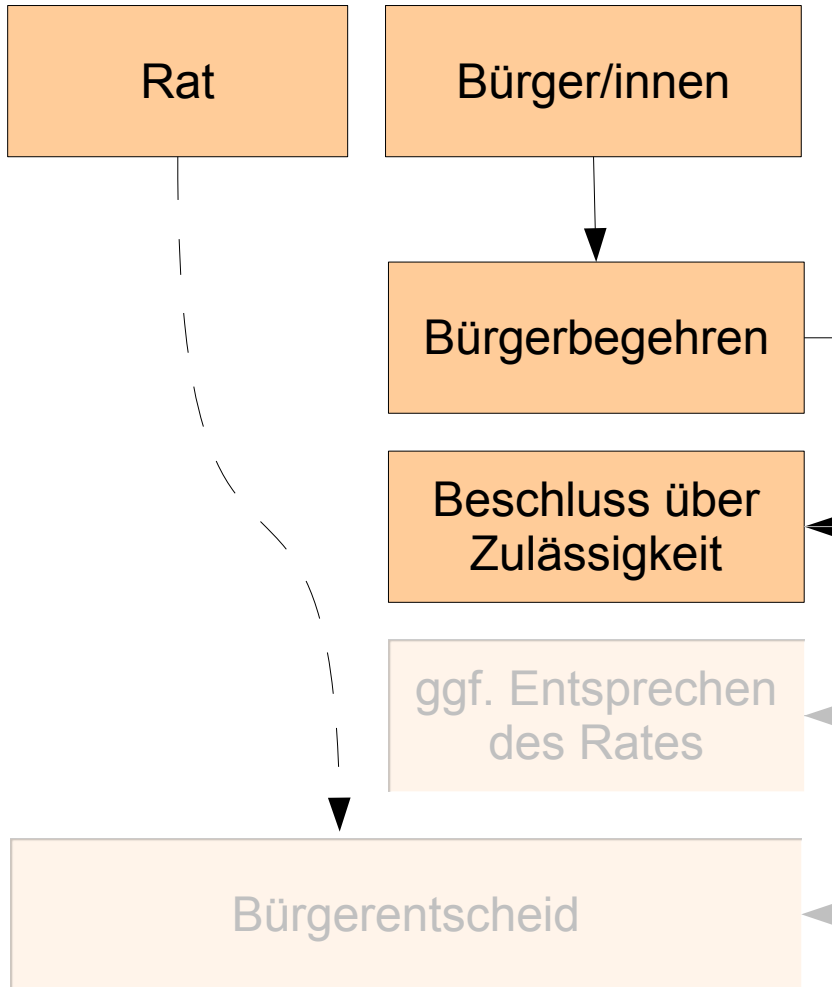 Rat
Bürger/innen
Bürgerbegehren
Beschluss über
Zulässigkeit
ggf. Entsprechen
des Rates
Bürgerentscheid